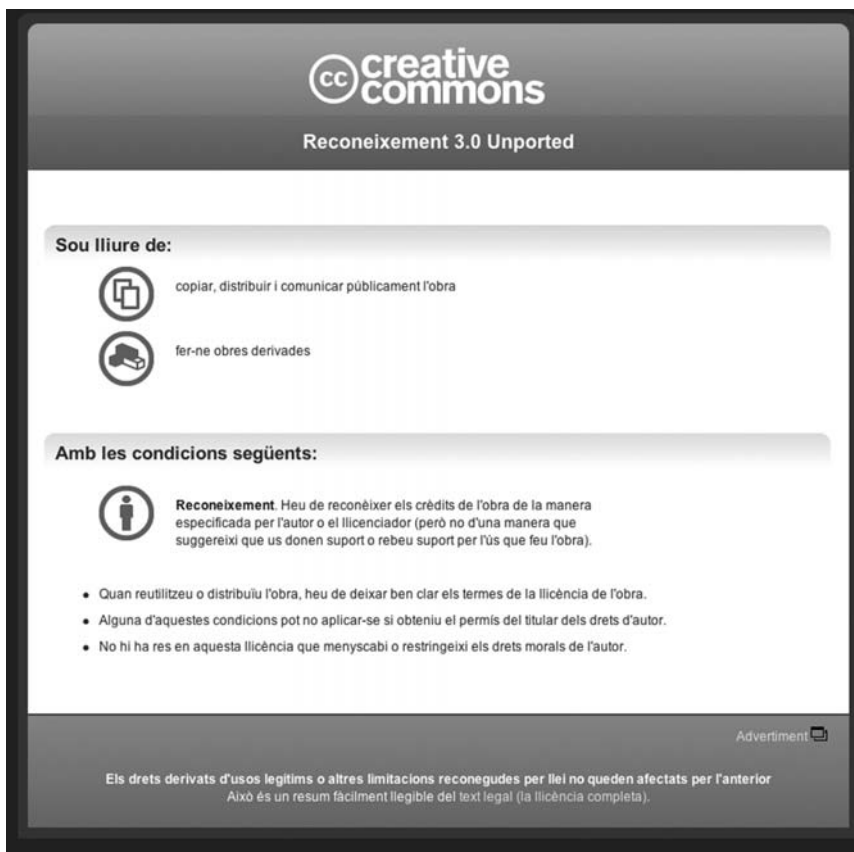 cc creative
commons
Reconeixement 3.0 Unported
Sou lliure de:
copiar, distribuir i comunicar públicament l'obra
fer-ne obres derivades
Amb les condicions següents:
Reconeixement. Heu de reconèixer els crèdits de l'obra de la manera
especificada per l'autor o el llicenciador (però no d'una manera que
suggereixi que us donen suport o rebeu suport per l'ús que feu l'obra).
• Quan reutilitzeu o distribuïu l'obra, heu de deixar ben clar els termes de la llicència de l'obra.
• Alguna d'aquestes condicions pot no aplicar-se si obteniu el permís del titular dels drets d'autor.
• No hi ha res en aquesta llicència que menyscabi o restringeixi els drets morals de l'autor.
Advertiment
Els drets derivats d'usos legítims o altres limitacions reconegudes per llei no queden afectats per l'anterior
Això és un resum fàcilment llegible del text legal (la llicència completa).